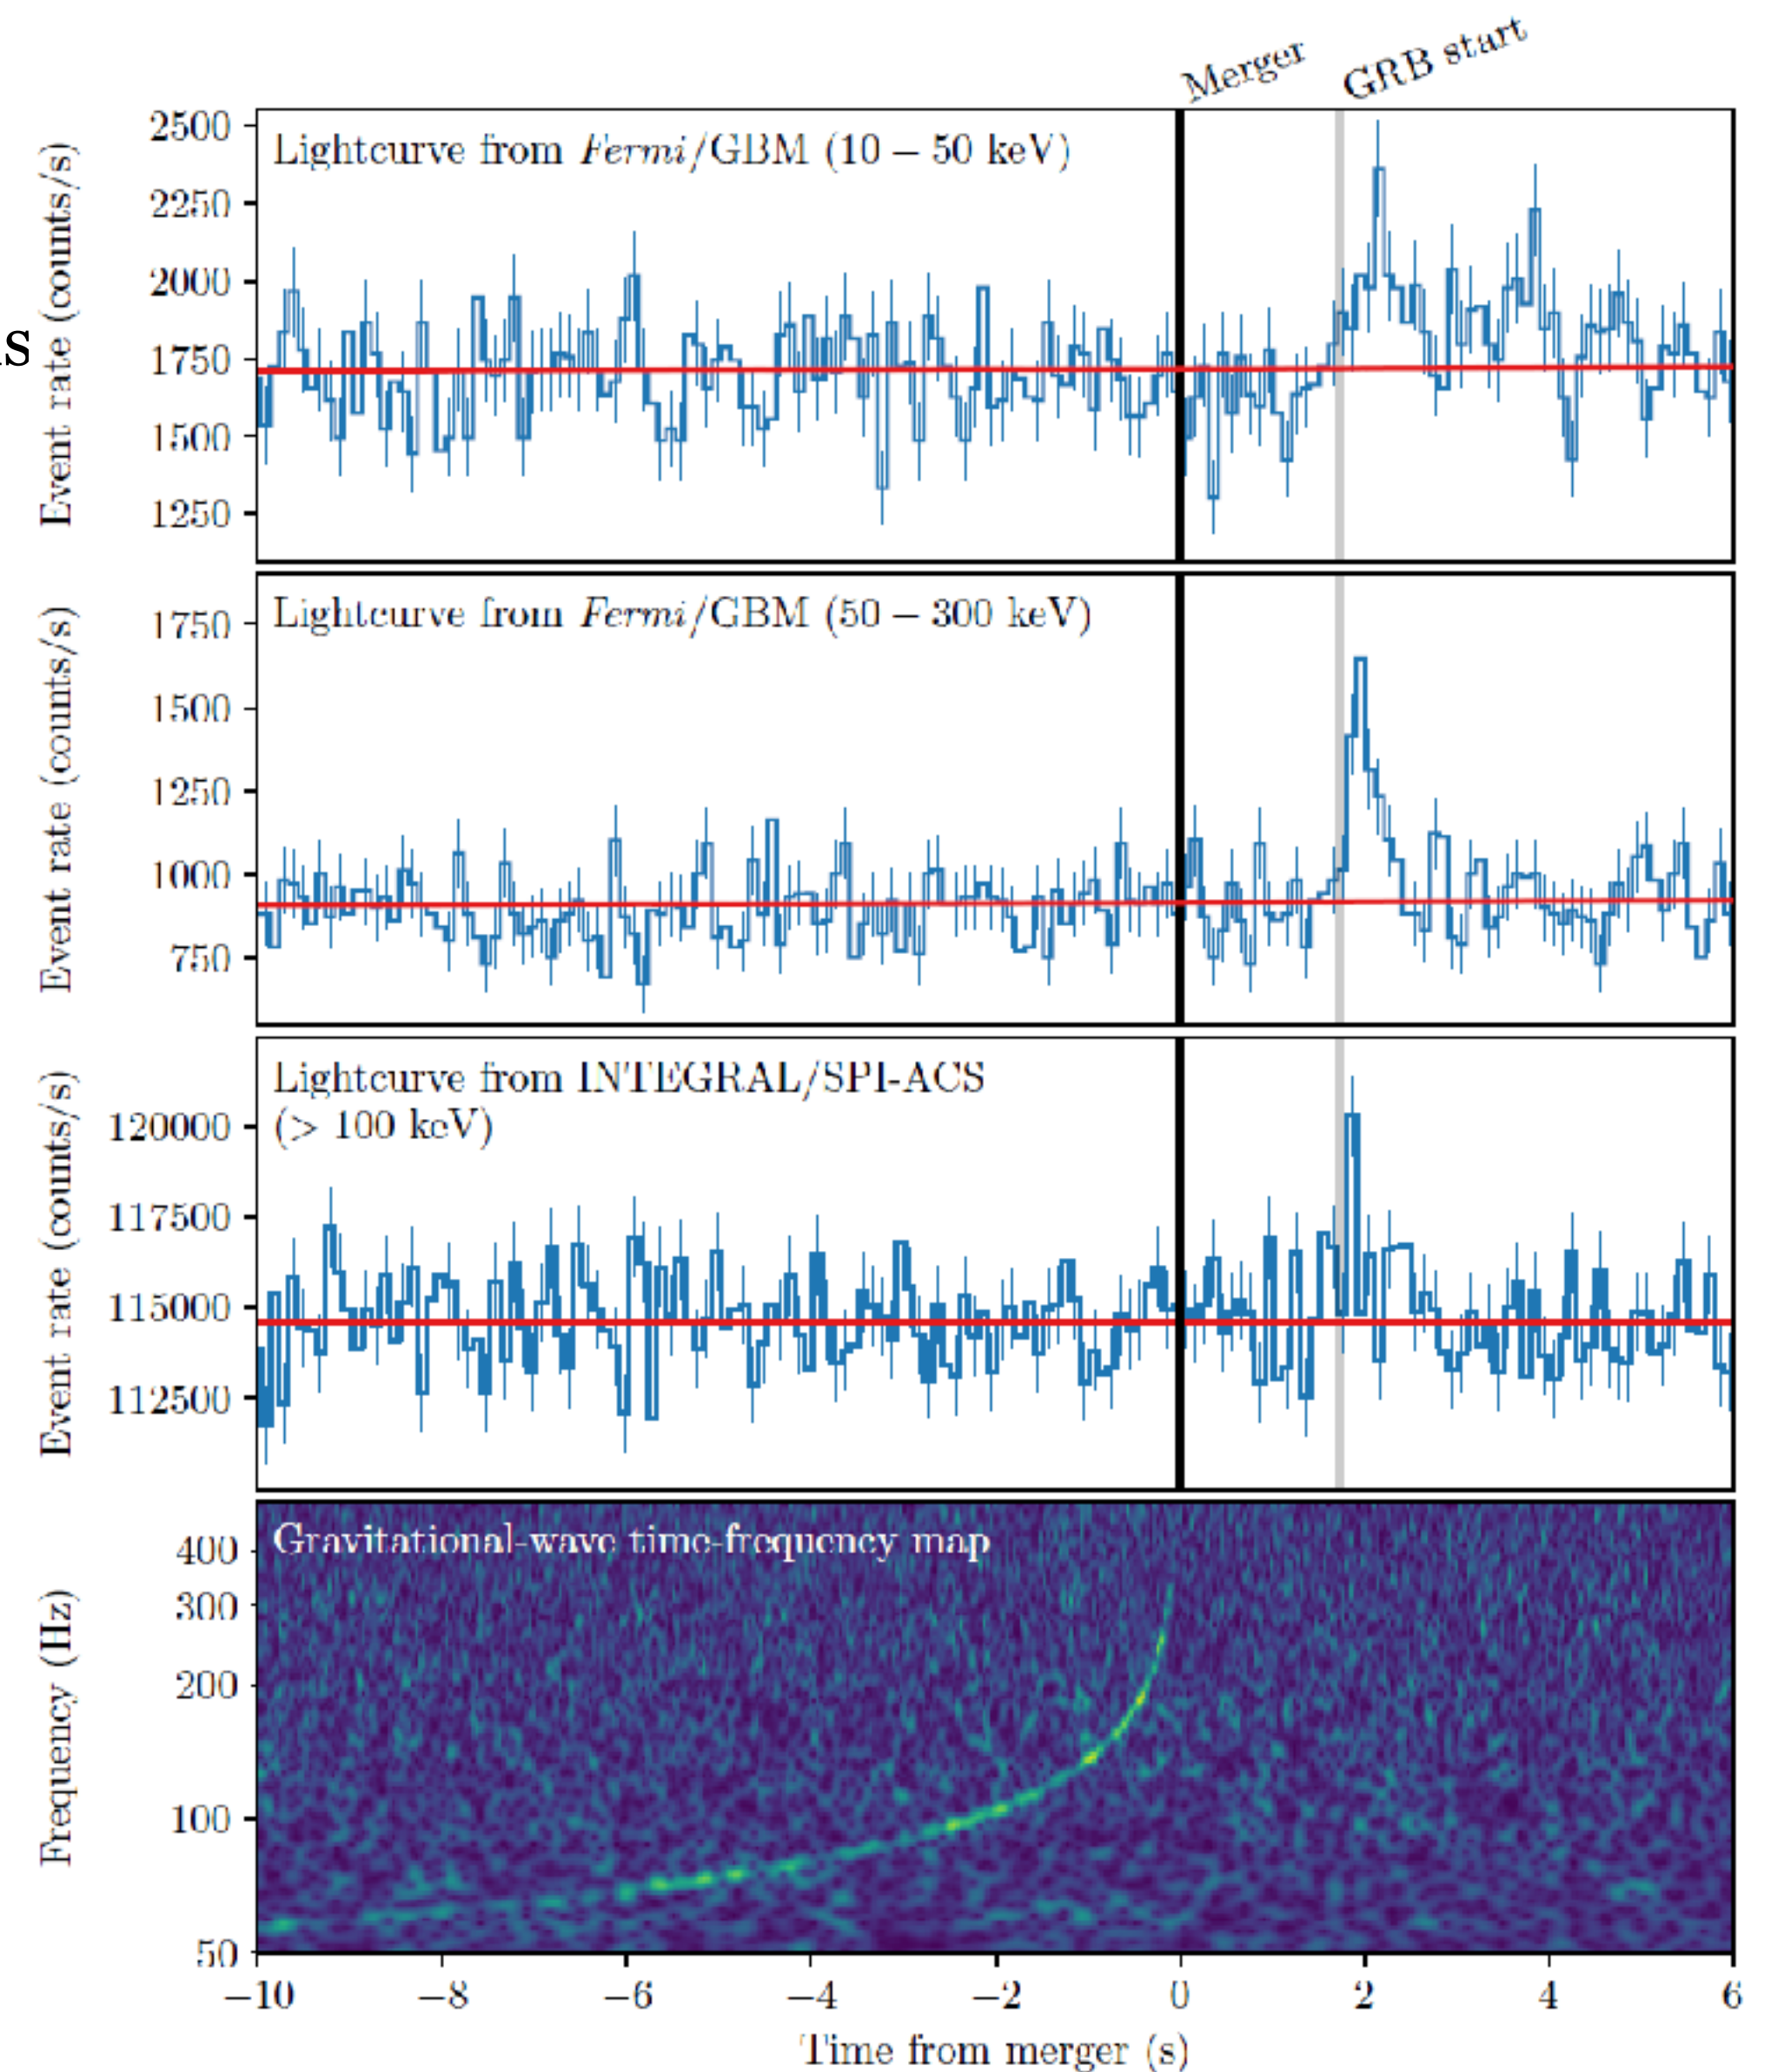 Merger GRB start
2500
2250
2000
1750
1500
1250
Event rate (counts/s)
Lightcurve from Fermi/GBM (10 – 50 keV)
s
1750
1500
1250
1000
750
Event rate (counts/s)
Lightcurve from Fermi/GBM (50 – 300 keV)
120000
117500
115000
112500
Event rate (counts/s)
Lightcurve from INTEGRAL/SPI-ACS
(> 100 keV)
400
300
200
100
50
Frequency (Hz)
Gravitational-wave time-frequency map
−10 −8 −6 −4 −2 0 2 4 6
Time from merger (s)